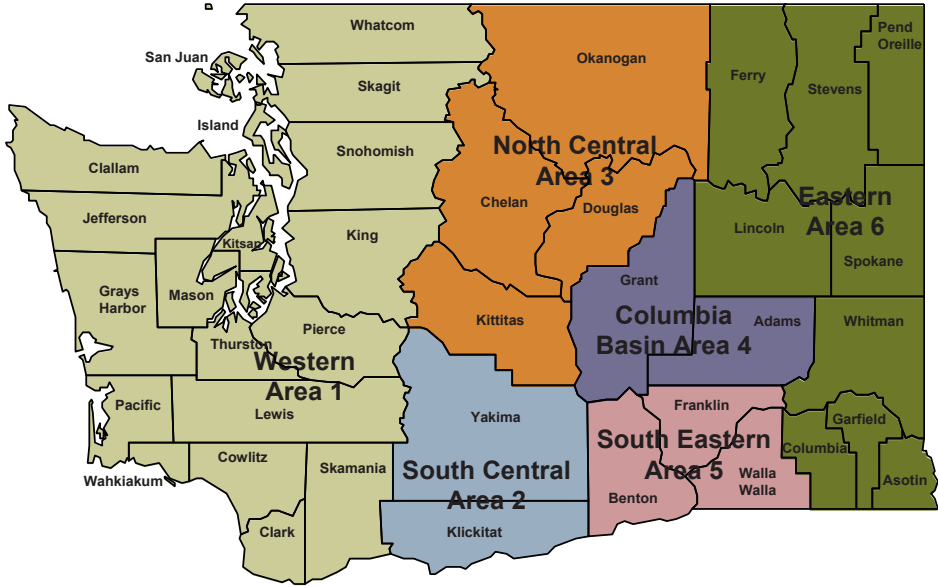 Whatcom
Pend
Oreille
San Juan
Okanogan
Ferry
Skagit
Stevens
Island
Snohomish
North Central
Area 3
Clallam
Chelan
Douglas
Eastern
Area 6
Jefferson
King
Lincoln
Kitsap
Spokane
Grant
Grays
Harbor
Mason
Kittitas
Columbia
Basin Area 4
Adams
Whitman
Pierce
Thurston
Western
Area 1
Pacific
Lewis
Yakima
Franklin
Garfield
South Eastern
Area 5
Columbia
Cowlitz
Skamania
South Central
Area 2
Walla
Walla
Wahkiakum
Asotin
Benton
Clark
Klickitat